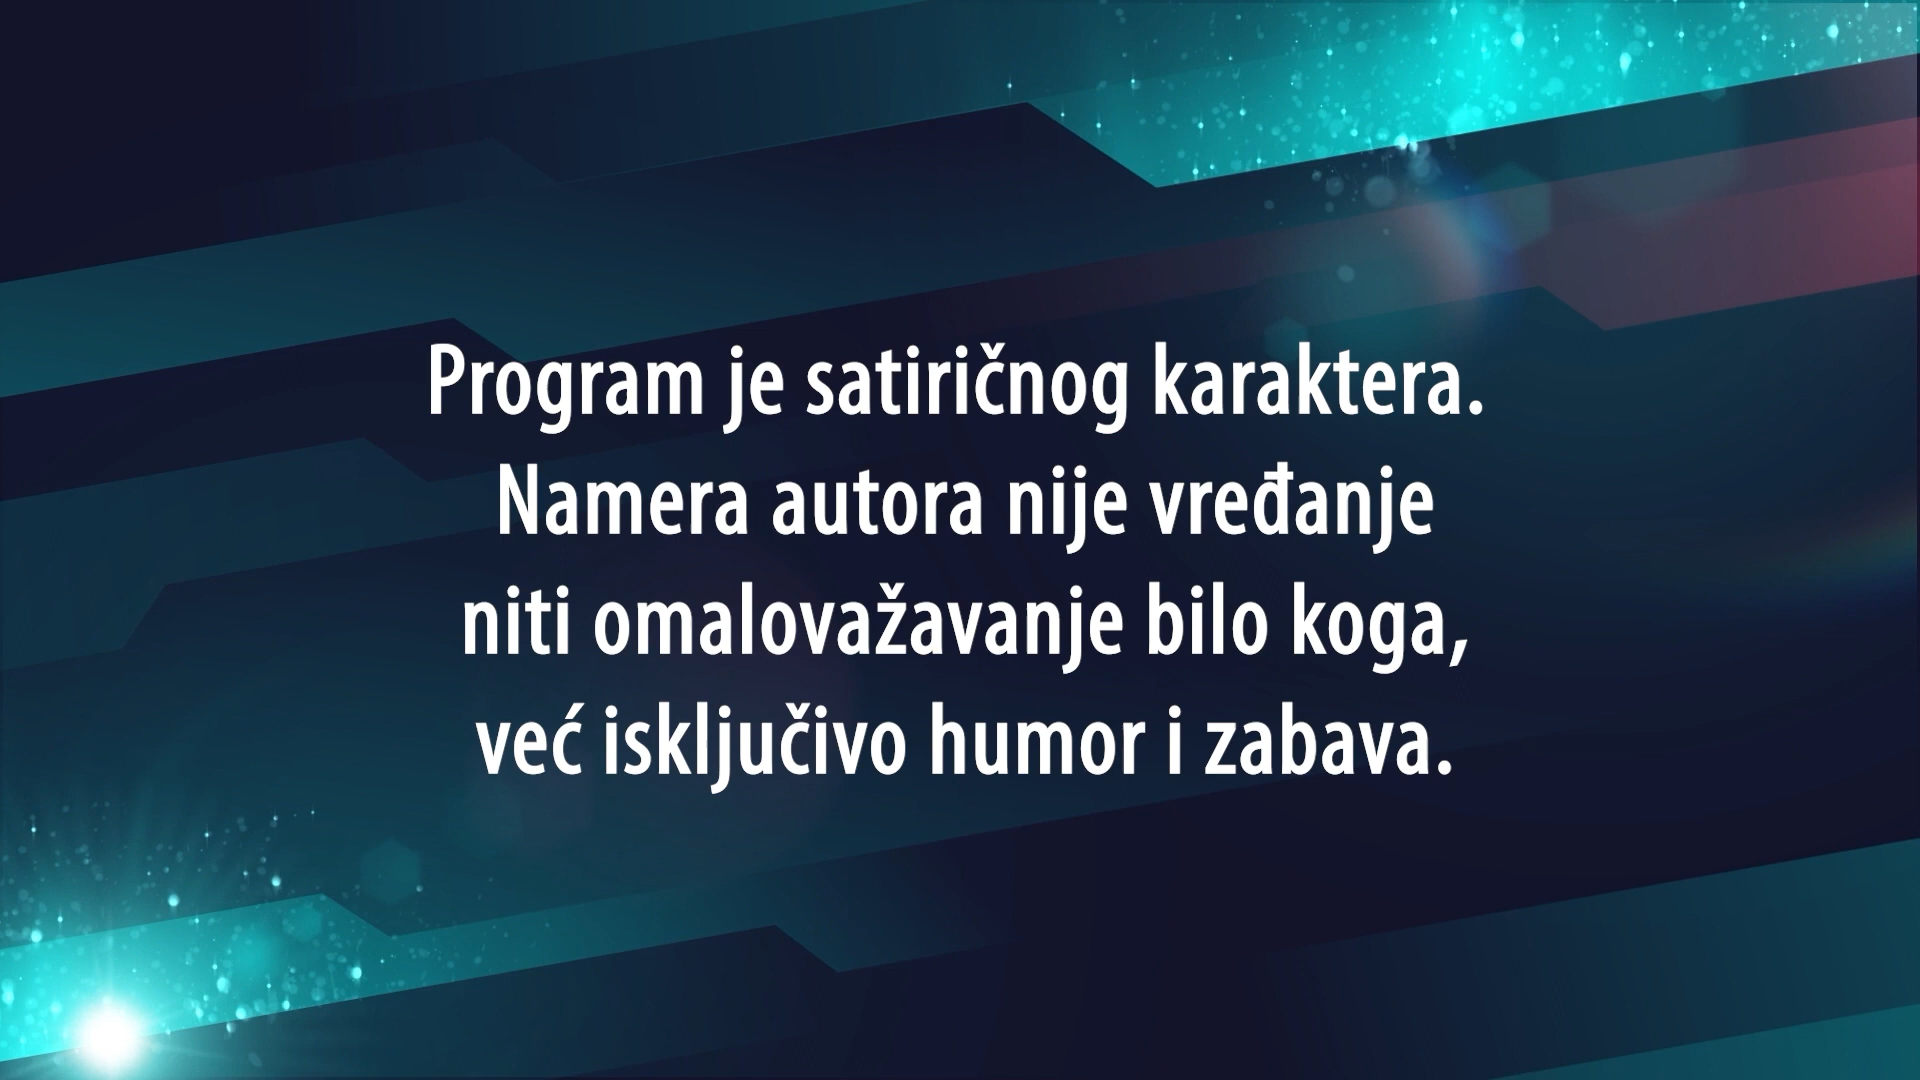 Program je satiričnog karaktera.
Namera autora nije vređanje
niti omalovažavanje bilo koga,
već isključivo humor i zabava.